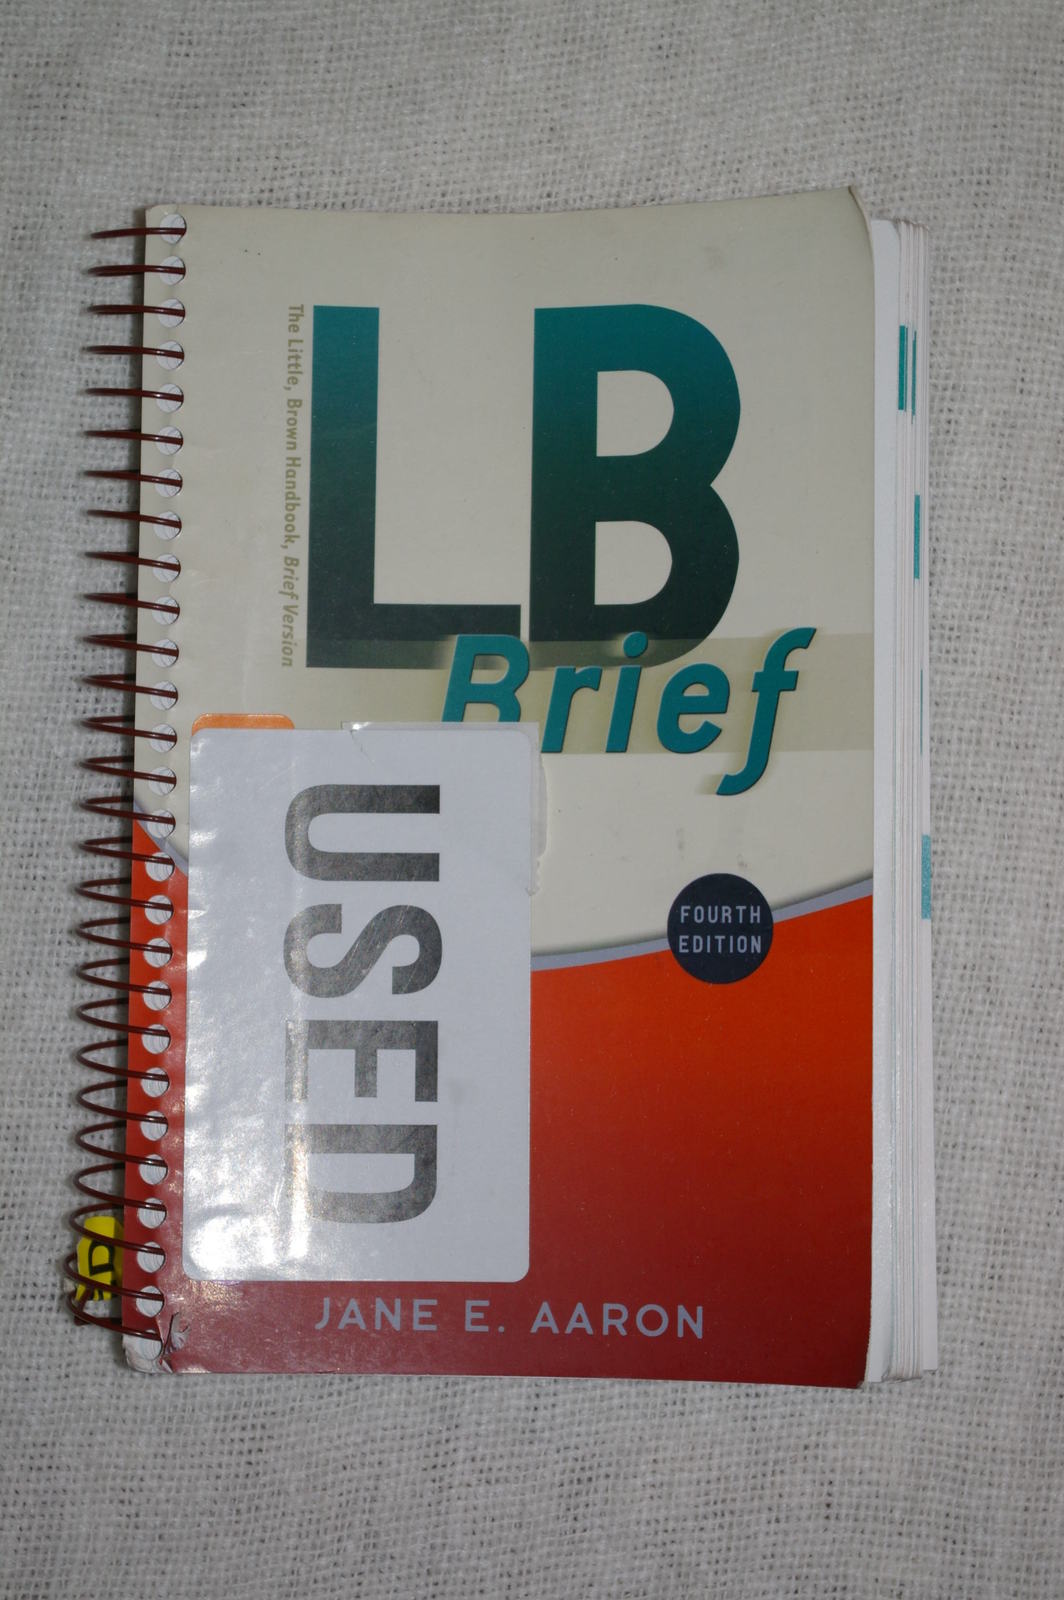 LB
The Little, Brown Handbook, Brief Version
Brief
USED
FOURTH
EDITION
JANE E. AARON